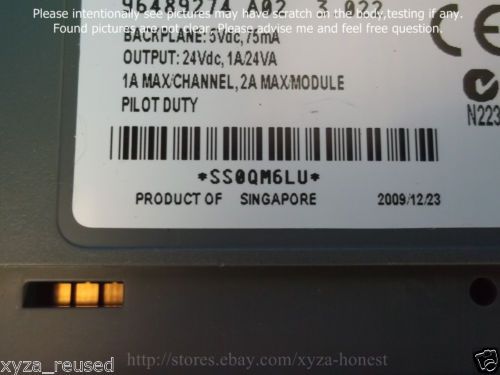 Please intentionally see pictures may have scratch on the body,testing if any.
Found pictures are not clear. Please advise me and feel free question.
96489274 A02 3.022
BACKPLANE: 5Vdc, 75mA
OUTPUT: 24Vdc, 1A/24VA
1A MAX/CHANNEL, 2A MAX/MODULE
PILOT DUTY
CE
N223
*SS0QM6LU*
PRODUCT OF SINGAPORE 2009/12/23
xyza_reused
http://stores.ebay.com/xyza-honest